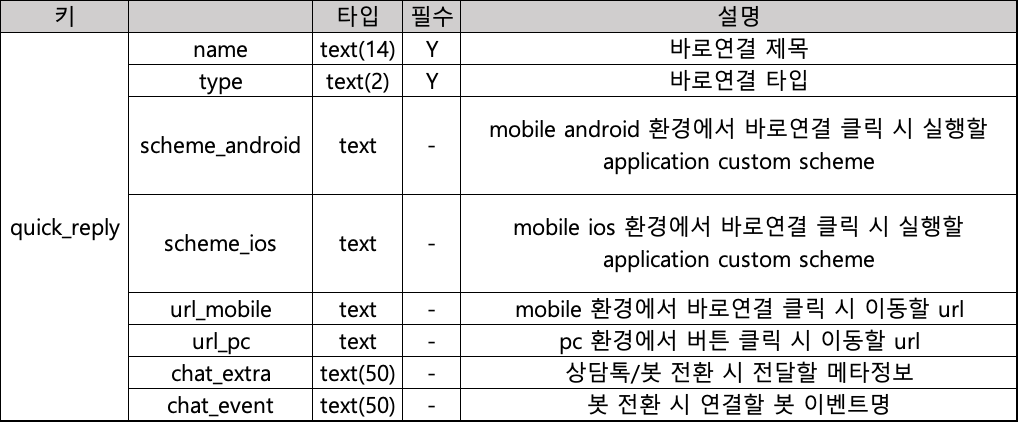 키 타입 필수 설명
name text(14) Y 바로연결 제목
type text(2) Y 바로연결 타입
scheme_android text - mobile android 환경에서 바로연결 클릭 시 실행할
application custom scheme
quick_reply
scheme_ios text - mobile ios 환경에서 바로연결 클릭 시 실행할
application custom scheme
url_mobile text - mobile 환경에서 바로연결 클릭 시 이동할 url
url_pc text - pc 환경에서 버튼 클릭 시 이동할 url
chat_extra text(50) - 상담톡/봇 전환 시 전달할 메타정보
chat_event text(50) - 봇 전환 시 연결할 봇 이벤트명